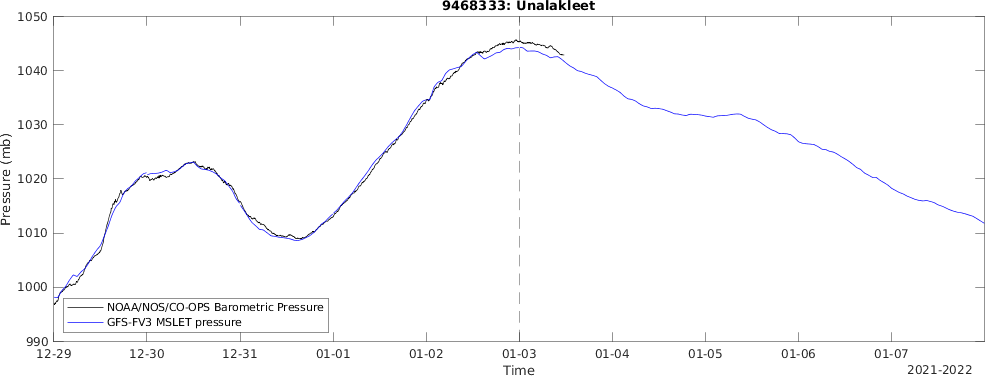 9468333: Unalakleet
1050
1040
1030
1020
1010
1000
990
Pressure (mb)
NOAA/NOS/CO-OPS Barometric Pressure
GFS-FV3 MSLET pressure
12-29 12-30 12-31 01-01 01-02 01-03 01-04 01-05 01-06 01-07
Time
2021-2022